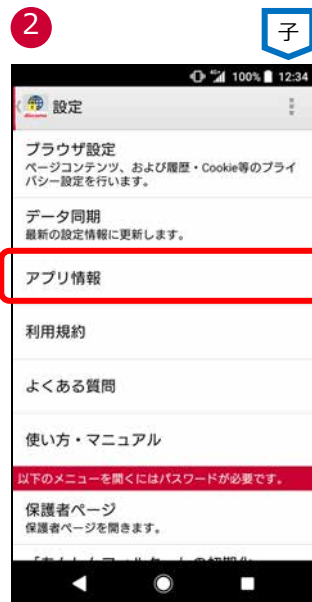 2
子
100% 12:34
設定
ブラウザ設定
ページコンテンツ、および履歴・Cookie等のプライ
バシー設定を行います。
データ同期
最新の設定情報に更新します。
アプリ情報
利用規約
よくある質問
使い方・マニュアル
以下のメニューを開くにはパスワードが必要です。
保護者ページ
保護者ページを開きます。